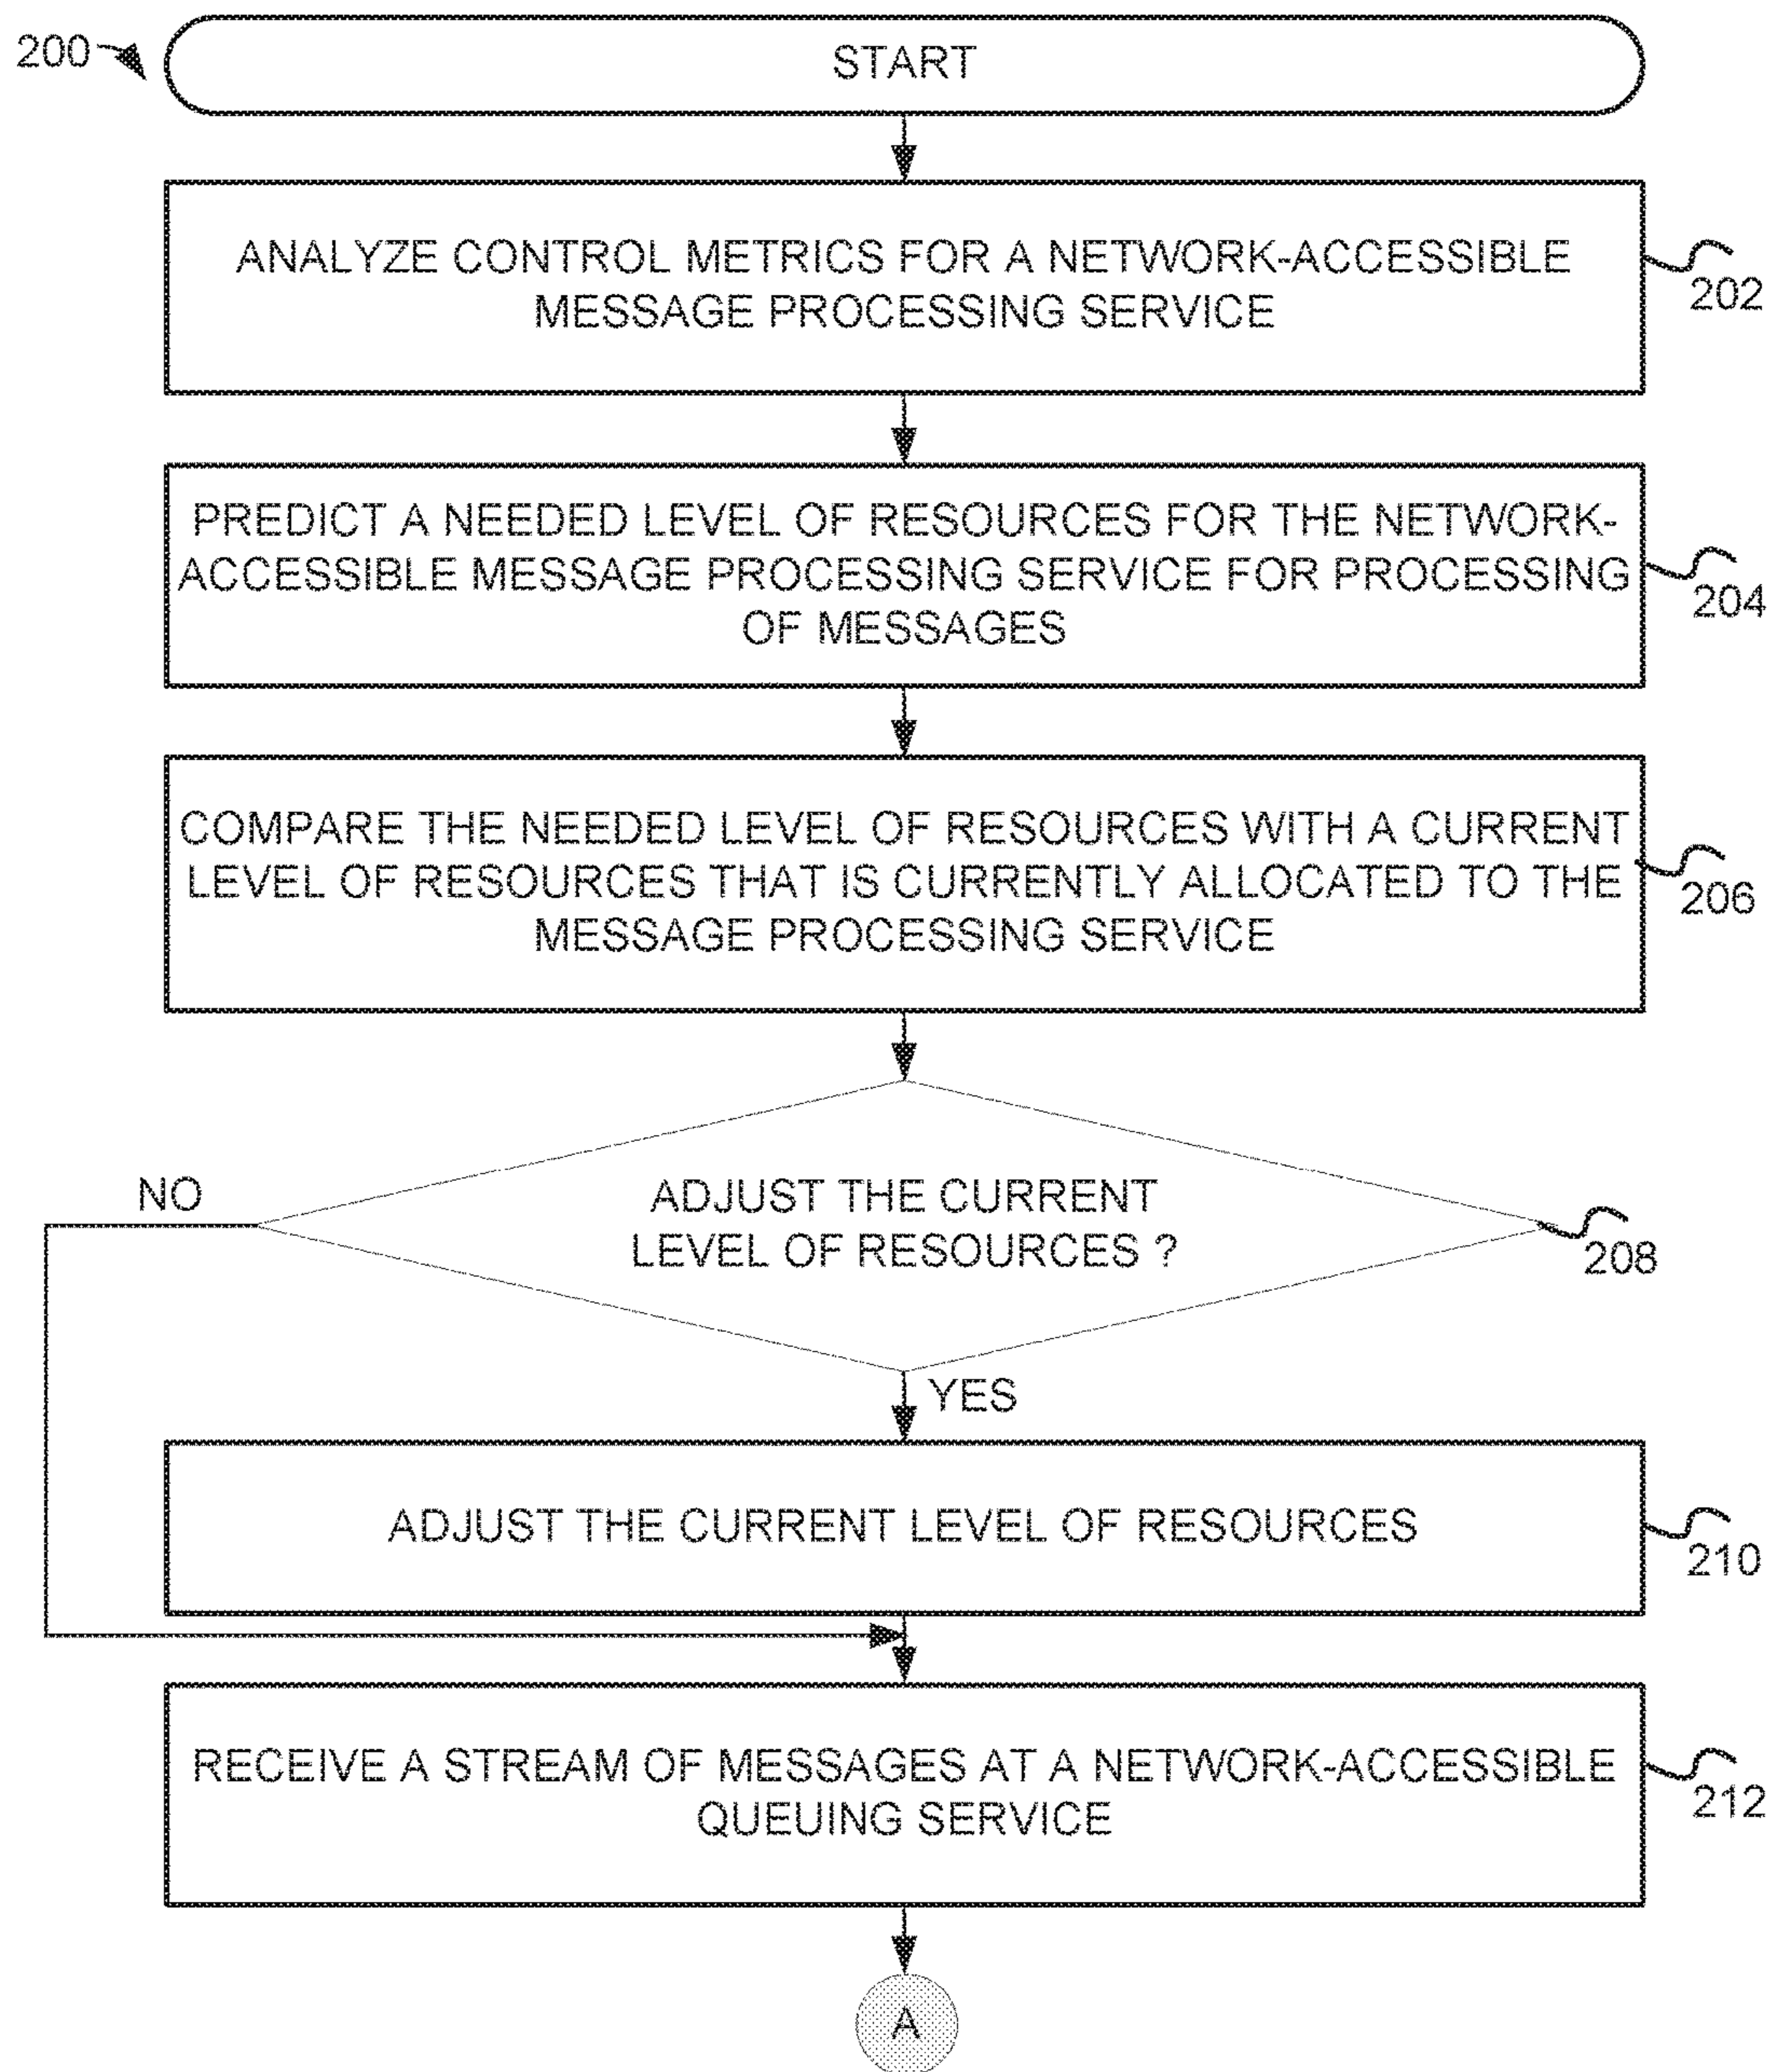 200
START
ANALYZE CONTROL METRICS FOR A NETWORK-ACCESSIBLE
MESSAGE PROCESSING SERVICE
202
PREDICT A NEEDED LEVEL OF RESOURCES FOR THE NETWORK-
ACCESSIBLE MESSAGE PROCESSING SERVICE FOR PROCESSING
OF MESSAGES
204
COMPARE THE NEEDED LEVEL OF RESOURCES WITH A CURRENT
LEVEL OF RESOURCES THAT IS CURRENTLY ALLOCATED TO THE
MESSAGE PROCESSING SERVICE
206
NO
ADJUST THE CURRENT
LEVEL OF RESOURCES ?
208
YES
ADJUST THE CURRENT LEVEL OF RESOURCES
210
RECEIVE A STREAM OF MESSAGES AT A NETWORK-ACCESSIBLE
QUEUING SERVICE
212
A